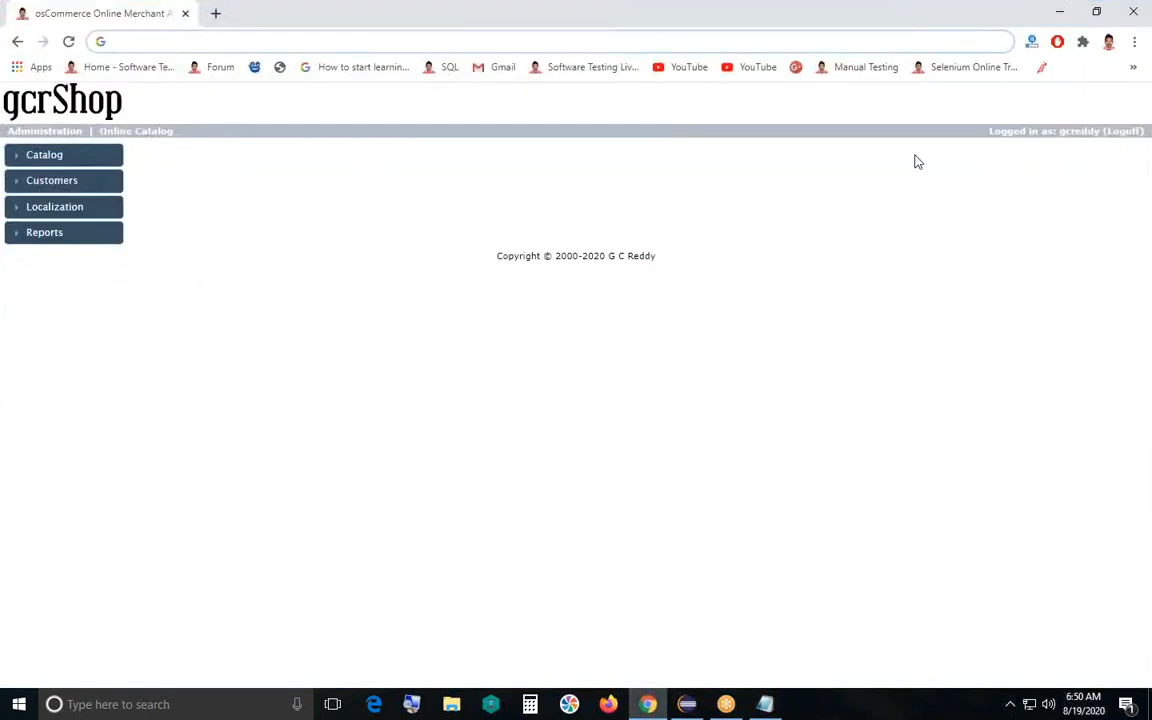 osCommerce Online Merchant A
Apps Home - Software Te... Forum How to start learnin... SQL Gmail Software Testing Liv... YouTube YouTube Manual Testing Selenium Online Tr... »
gcrShop
Administration | Online Catalog Logged in as: gcreddy (Logoff)
Catalog
Customers
Localization
Reports
Copyright © 2000-2020 G C Reddy
Type here to search
6:50 AM
8/19/2020
1